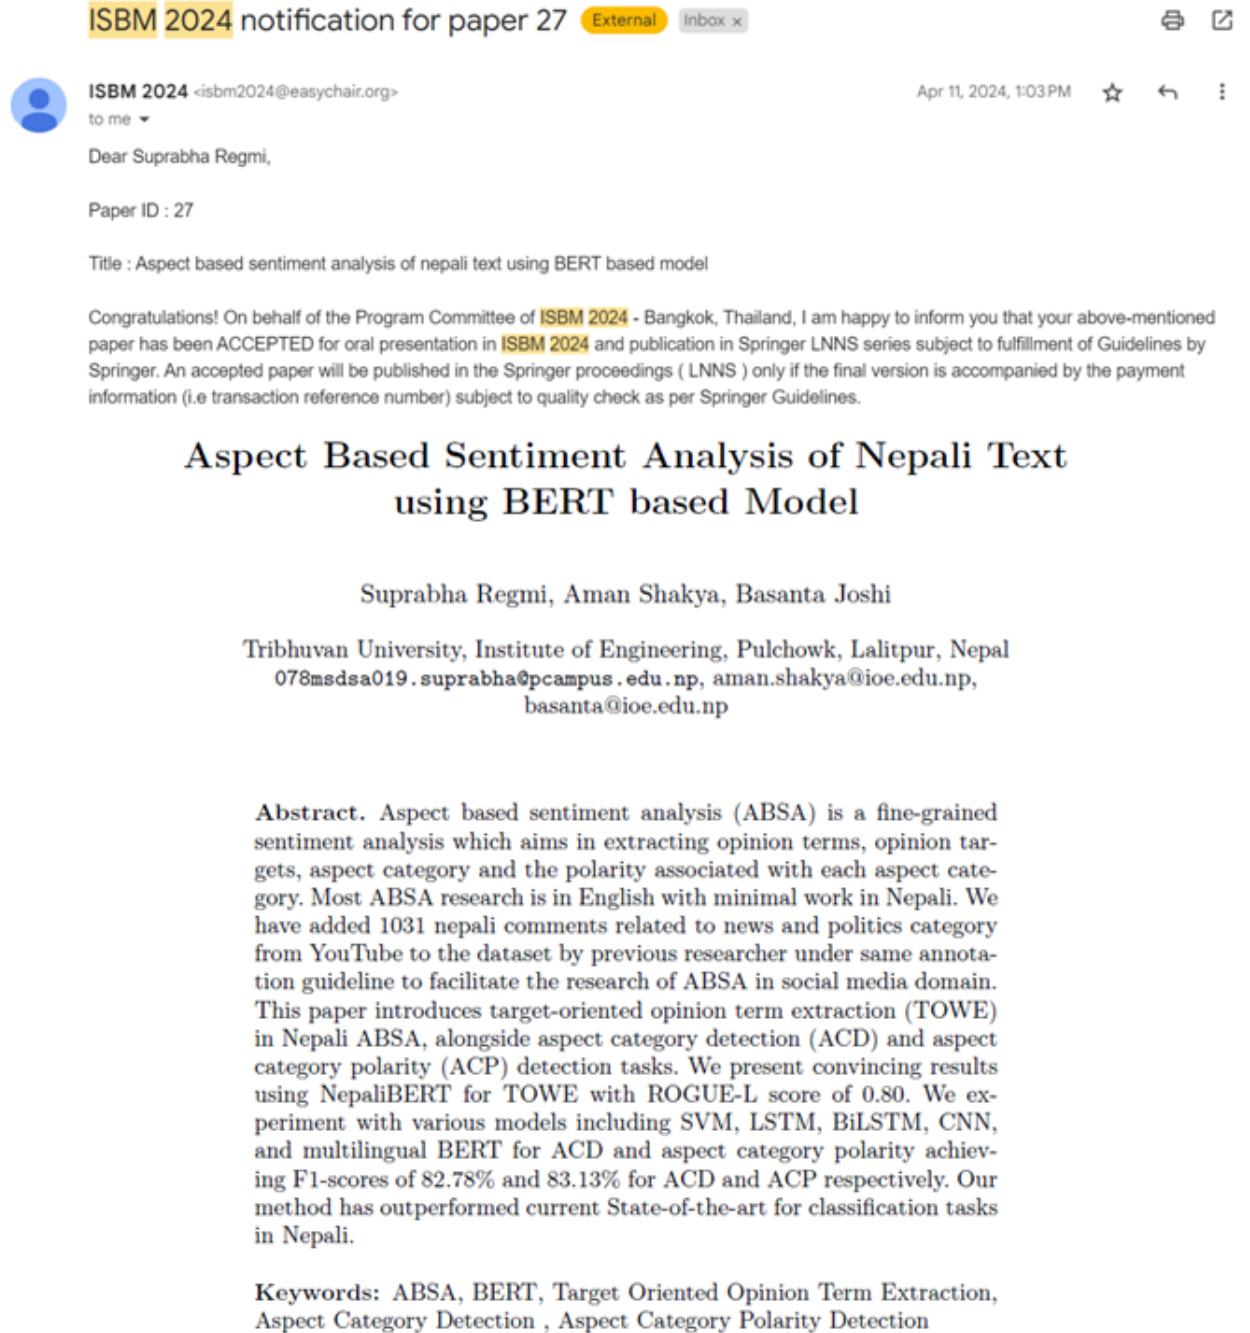 ISBM 2024 notification for paper 27 External Inbox ×
ISBM 2024 <isbm2024@easychair.org> Apr 11, 2024, 1:03 PM
to me
Dear Suprabha Regmi,
Paper ID : 27
Title : Aspect based sentiment analysis of nepali text using BERT based model
Congratulations! On behalf of the Program Committee of ISBM 2024 - Bangkok, Thailand, I am happy to inform you that your above-mentioned
paper has been ACCEPTED for oral presentation in ISBM 2024 and publication in Springer LNNS series subject to fulfillment of Guidelines by
Springer. An accepted paper will be published in the Springer proceedings ( LNNS ) only if the final version is accompanied by the payment
information (i.e transaction reference number) subject to quality check as per Springer Guidelines.
Aspect Based Sentiment Analysis of Nepali Text
using BERT based Model
Suprabha Regmi, Aman Shakya, Basanta Joshi
Tribhuvan University, Institute of Engineering, Pulchowk, Lalitpur, Nepal
078msdsa019.suprabha@pcampus.edu.np, aman.shakya@ioe.edu.np,
basanta@ioe.edu.np
Abstract. Aspect based sentiment analysis (ABSA) is a fine-grained
sentiment analysis which aims in extracting opinion terms, opinion tar-
gets, aspect category and the polarity associated with each aspect cate-
gory. Most ABSA research is in English with minimal work in Nepali. We
have added 1031 nepali comments related to news and politics category
from YouTube to the dataset by previous researcher under same annota-
tion guideline to facilitate the research of ABSA in social media domain.
This paper introduces target-oriented opinion term extraction (TOWE)
in Nepali ABSA, alongside aspect category detection (ACD) and aspect
category polarity (ACP) detection tasks. We present convincing results
using NepaliBERT for TOWE with ROGUE-L score of 0.80. We ex-
periment with various models including SVM, LSTM, BiLSTM, CNN,
and multilingual BERT for ACD and aspect category polarity achiev-
ing F1-scores of 82.78% and 83.13% for ACD and ACP respectively. Our
method has outperformed current State-of-the-art for classification tasks
in Nepali.
Keywords: ABSA, BERT, Target Oriented Opinion Term Extraction,
Aspect Category Detection , Aspect Category Polarity Detection